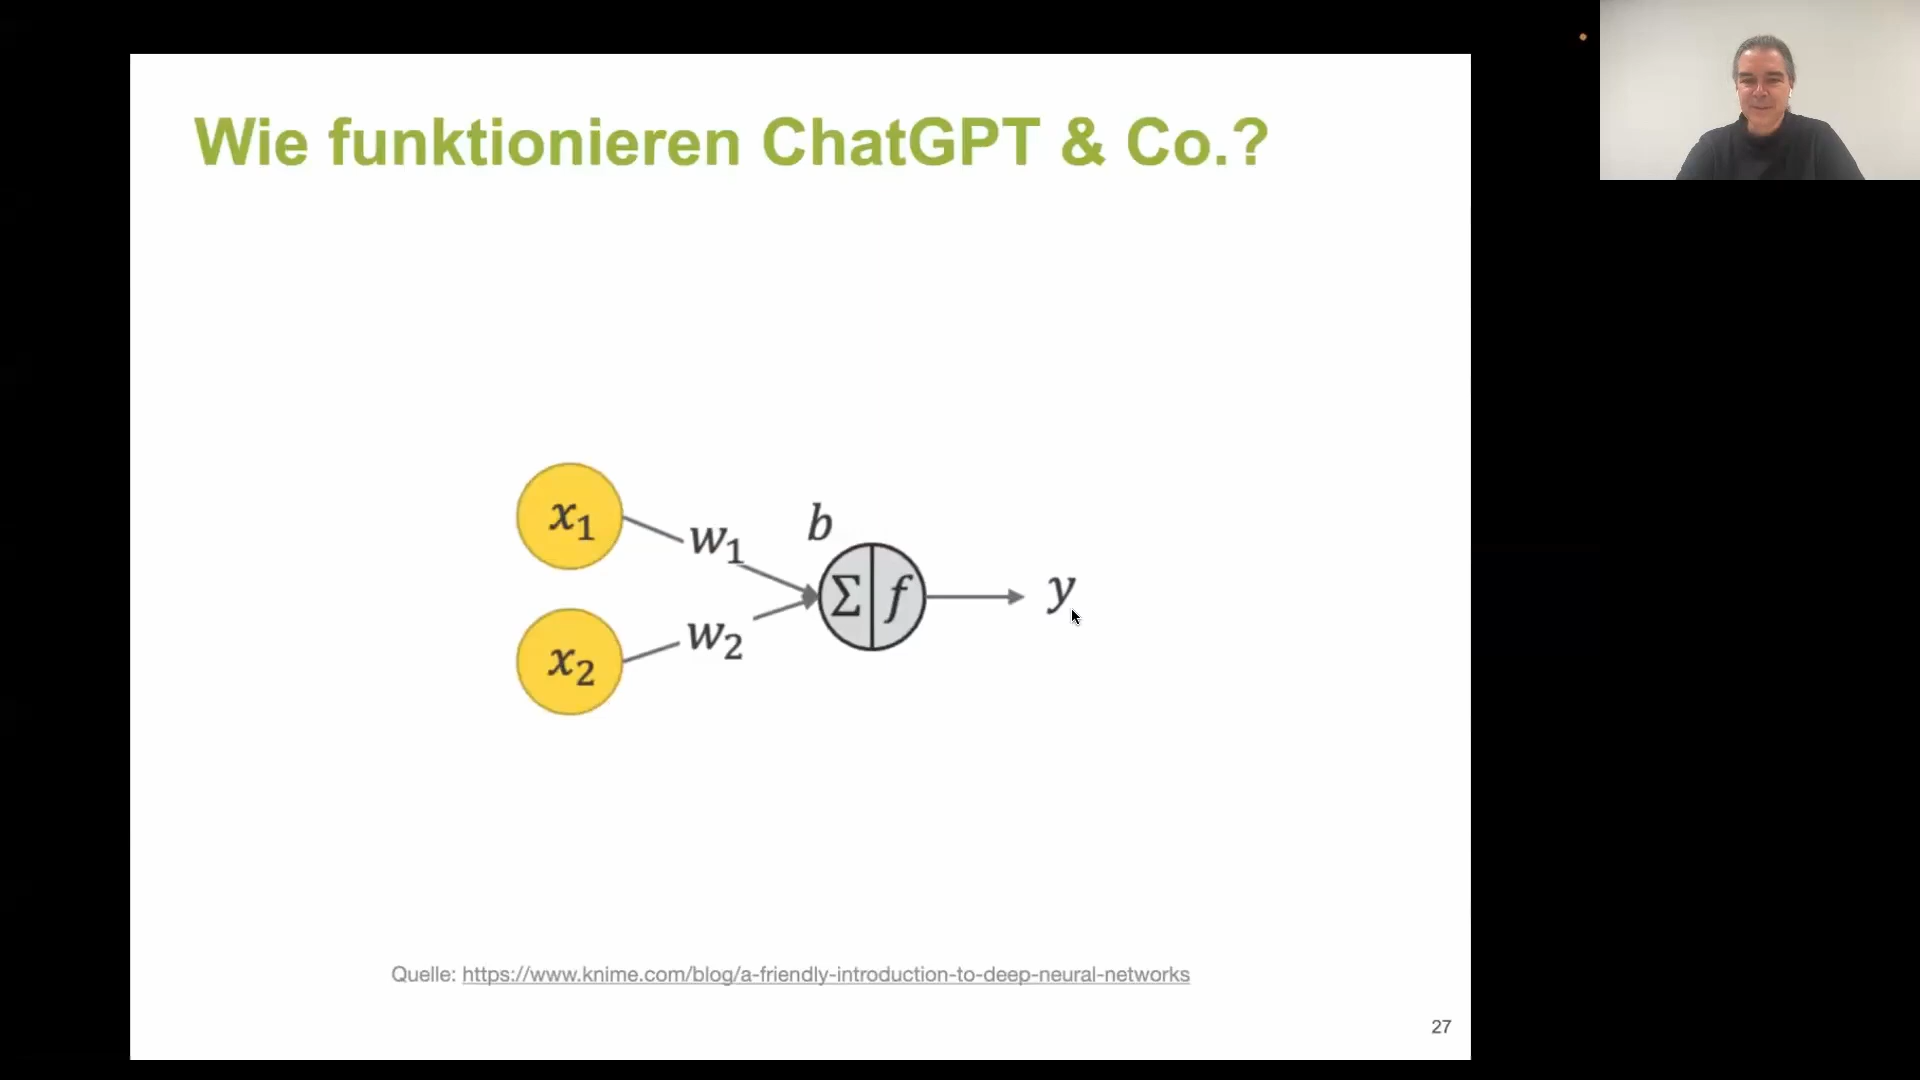 Wie funktionieren ChatGPT & Co.?
x₁
w₁
b
Σ f
y
x₂
w₂
Quelle: https://www.knime.com/blog/a-friendly-introduction-to-deep-neural-networks
27